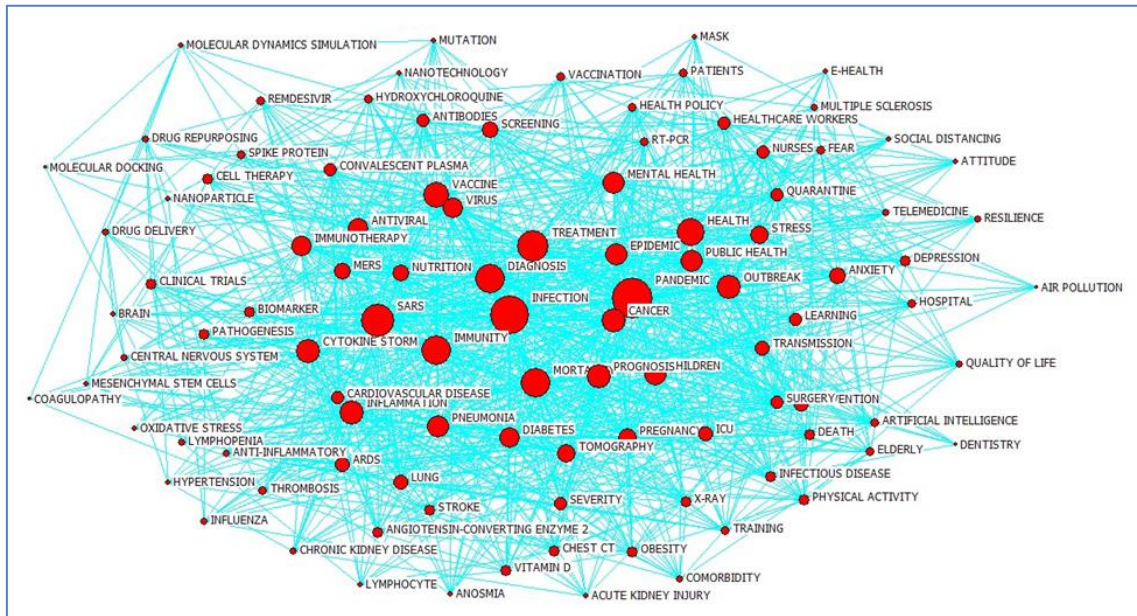 MOLECULAR DYNAMICS SIMULATION
MUTATION
MASK
NANOTECHNOLOGY
VACCINATION
PATIENTS
E-HEALTH
REMDESIVIR
HYDROXYCHLOROQUINE
HEALTH POLICY
MULTIPLE SCLEROSIS
ANTIBODIES
SCREENING
HEALTHCARE WORKERS
DRUG REPURPOSING
RT-PCR
SOCIAL DISTANCING
SPIKE PROTEIN
NURSES
FEAR
MOLECULAR DOCKING
CONVALESCENT PLASMA
ATTITUDE
CELL THERAPY
MENTAL HEALTH
NANOPARTICLE
VACCINE
QUARANTINE
VIRUS
TELEMEDICINE
RESILIENCE
DRUG DELIVERY
ANTIVIRAL
HEALTH
STRESS
IMMUNOTHERAPY
TREATMENT
EPIDEMIC
PUBLIC HEALTH
DEPRESSION
MERS
NUTRITION
DIAGNOSIS
PANDEMIC
OUTBREAK
ANXIETY
CLINICAL TRIALS
AIR POLLUTION
INFECTION
HOSPITAL
BRAIN
BIOMARKER
SARS
CANCER
LEARNING
PATHOGENESIS
CYTOKINE STORM
IMMUNITY
TRANSMISSION
CENTRAL NERVOUS SYSTEM
QUALITY OF LIFE
MESENCHYMAL STEM CELLS
MORTA
PROGNOSIS
HILDREN
COAGULOPATHY
CARDIOVASCULAR DISEASE
INFLAMMATION
SURGERY
ENTION
OXIDATIVE STRESS
PNEUMONIA
ARTIFICIAL INTELLIGENCE
LYMPHOPENIA
DIABETES
PREGNANCY
ICU
DEATH
DENTISTRY
ANTI-INFLAMMATORY
TOMOGRAPHY
ELDERLY
ARDS
HYPERTENSION
LUNG
INFECTIOUS DISEASE
THROMBOSIS
SEVERITY
X-RAY
PHYSICAL ACTIVITY
STROKE
INFLUENZA
ANGIOTENSIN-CONVERTING ENZYME 2
TRAINING
CHRONIC KIDNEY DISEASE
CHEST CT
OBESITY
VITAMIN D
COMORBIDITY
LYMPHOCYTE
ANOSMIA
ACUTE KIDNEY INJURY